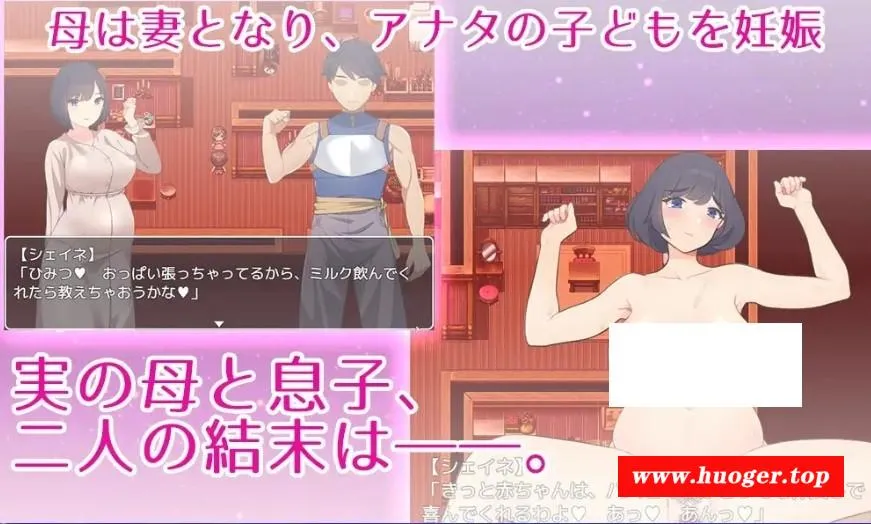 母は妻となり、アナタの子どもを妊娠
【シェイネ】
「ひみつ♥　おっぱい張っちゃってるから、ミルク飲んでく
れたら教えちゃおうかな♥」
実の母と息子、
二人の結末は――。
【シェイネ】
「きっと赤ちゃんは、
で
喜んでくれるわよ♥　あっ♥　あんっ♥」
www.huoger.top